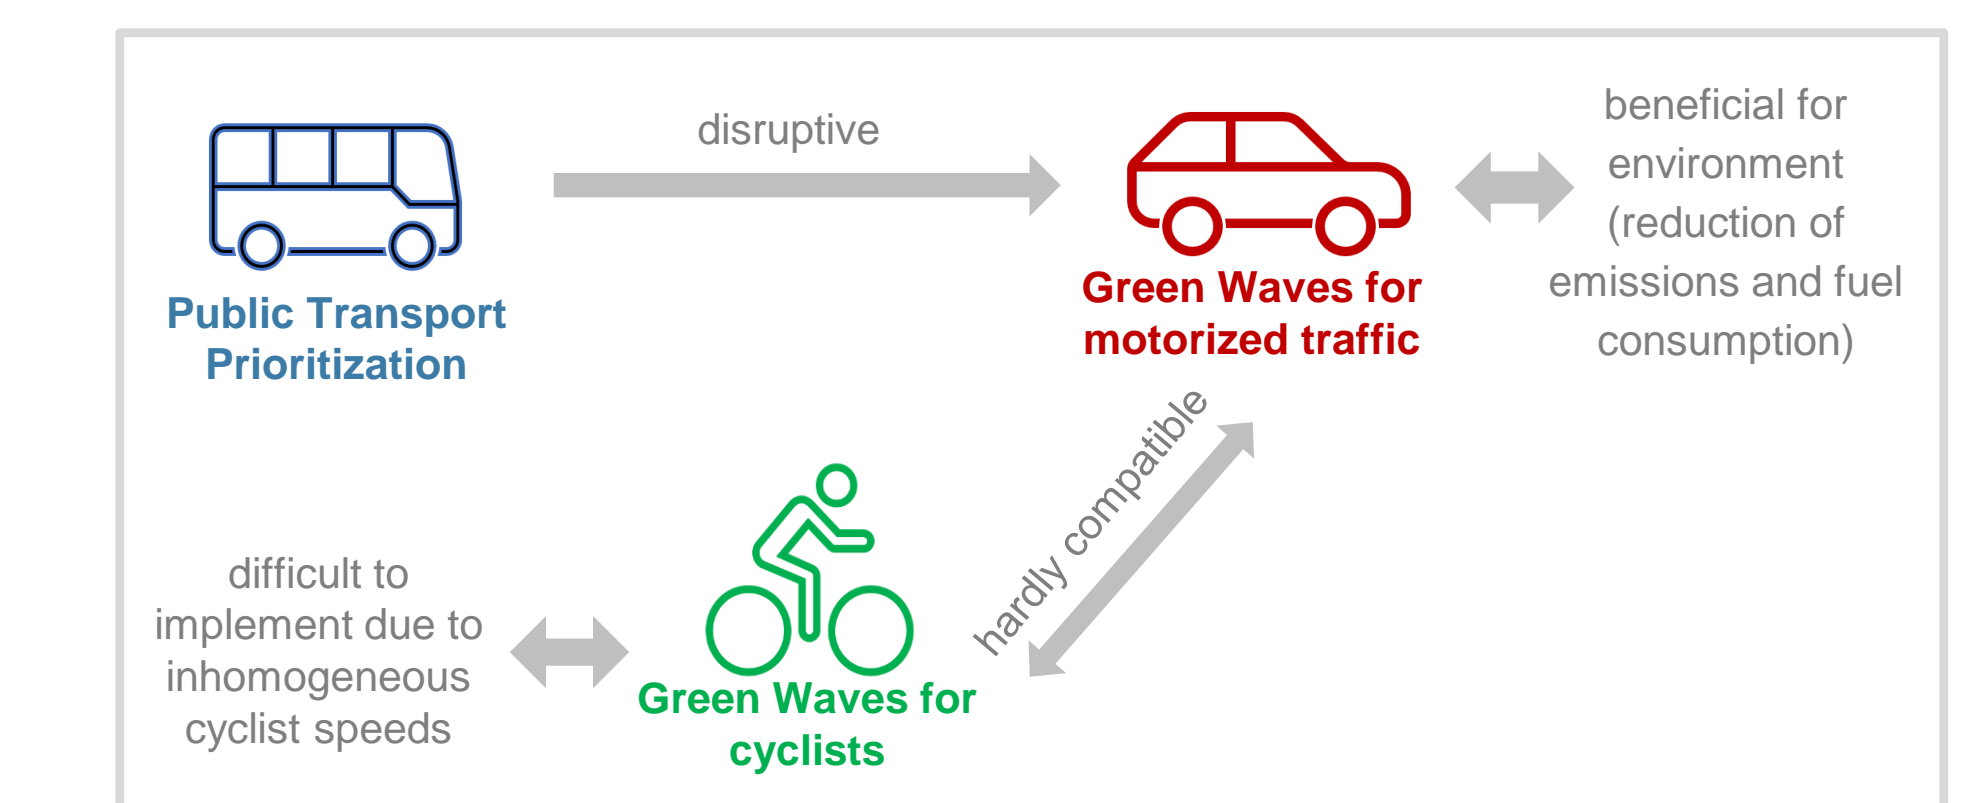 disruptive
beneficial for
environment
(reduction of
emissions and fuel
consumption)
Public Transport
Prioritization
Green Waves for
motorized traffic
hardly compatible
difficult to
implement due to
inhomogeneous
cyclist speeds
Green Waves for
cyclists